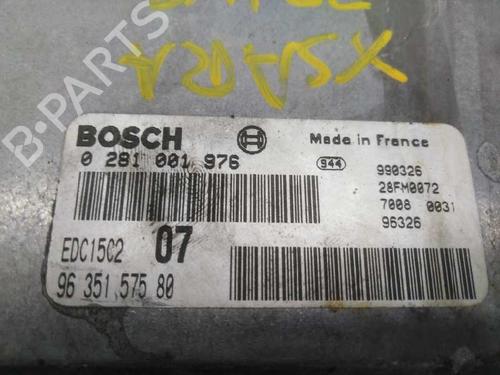 XSARA
BOSCH
Made in France
0 281 001 976
944
990326
28FM0072
7008 0031
96326
EDC15C2 07
96 351 575 80
B-PARTS